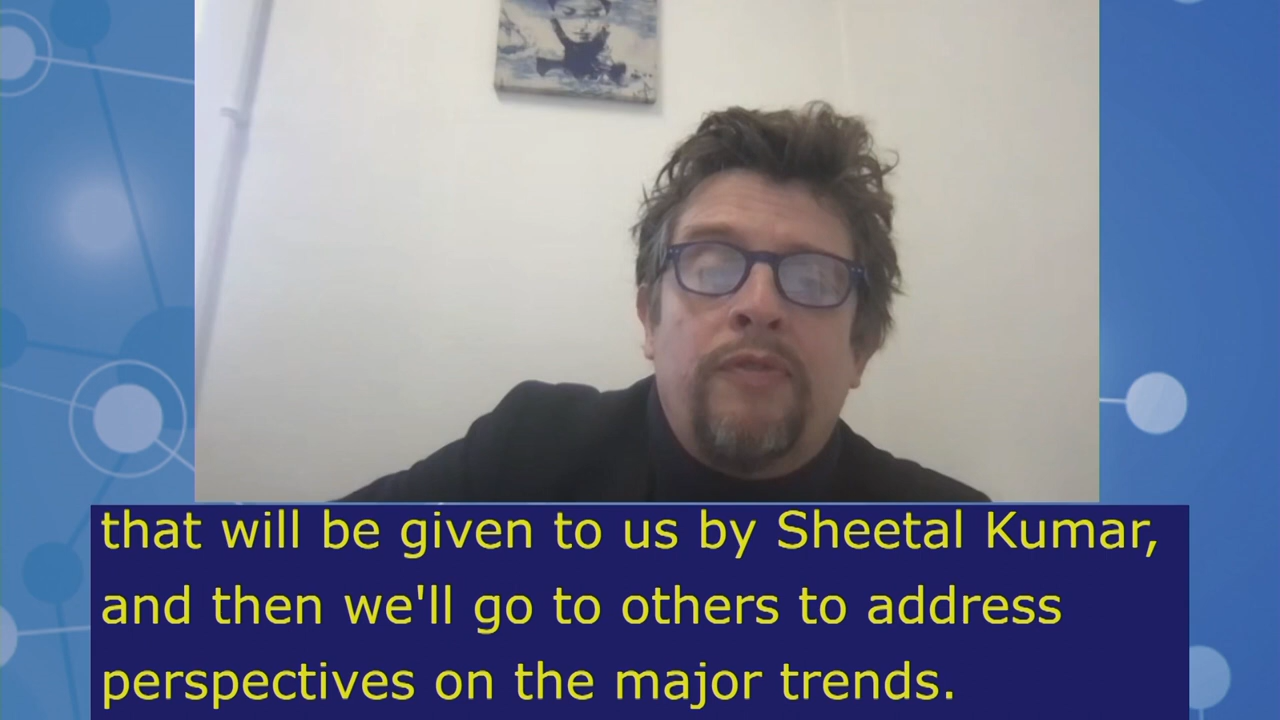 that will be given to us by Sheetal Kumar,
and then we'll go to others to address
perspectives on the major trends.